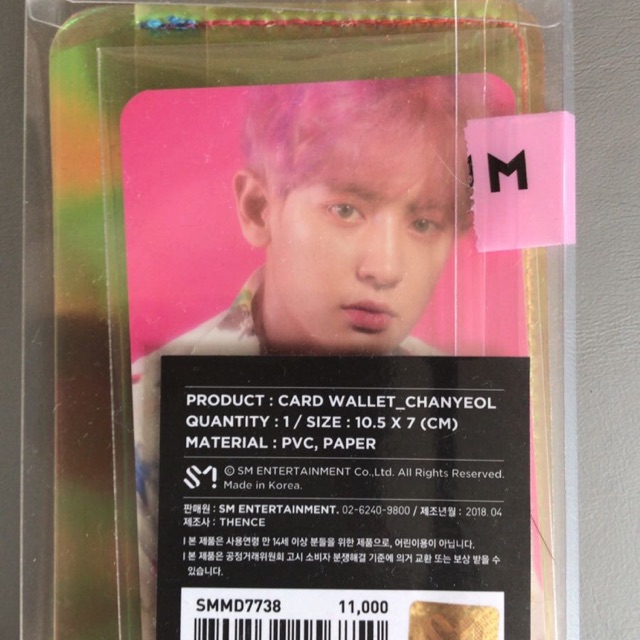 M
PRODUCT : CARD WALLET_CHANYEOL
QUANTITY : 1 / SIZE : 10.5 X 7 (CM)
MATERIAL : PVC, PAPER
SM
© SM ENTERTAINMENT Co.,Ltd. All Rights Reserved.
Made in Korea.
판매원 : SM ENTERTAINMENT. 02-6240-9800 / 제조년월 : 2018. 04
제조사 : THENCE
ǀ 본 제품은 사용연령 만 14세 이상 분들을 위한 제품으로, 어린이용이 아닙니다.
ǀ 본 제품은 공정거래위원회 고시 소비자 분쟁해결 기준에 의거 교환 또는 보상 받을 수
있습니다.
SMMD7738 11,000